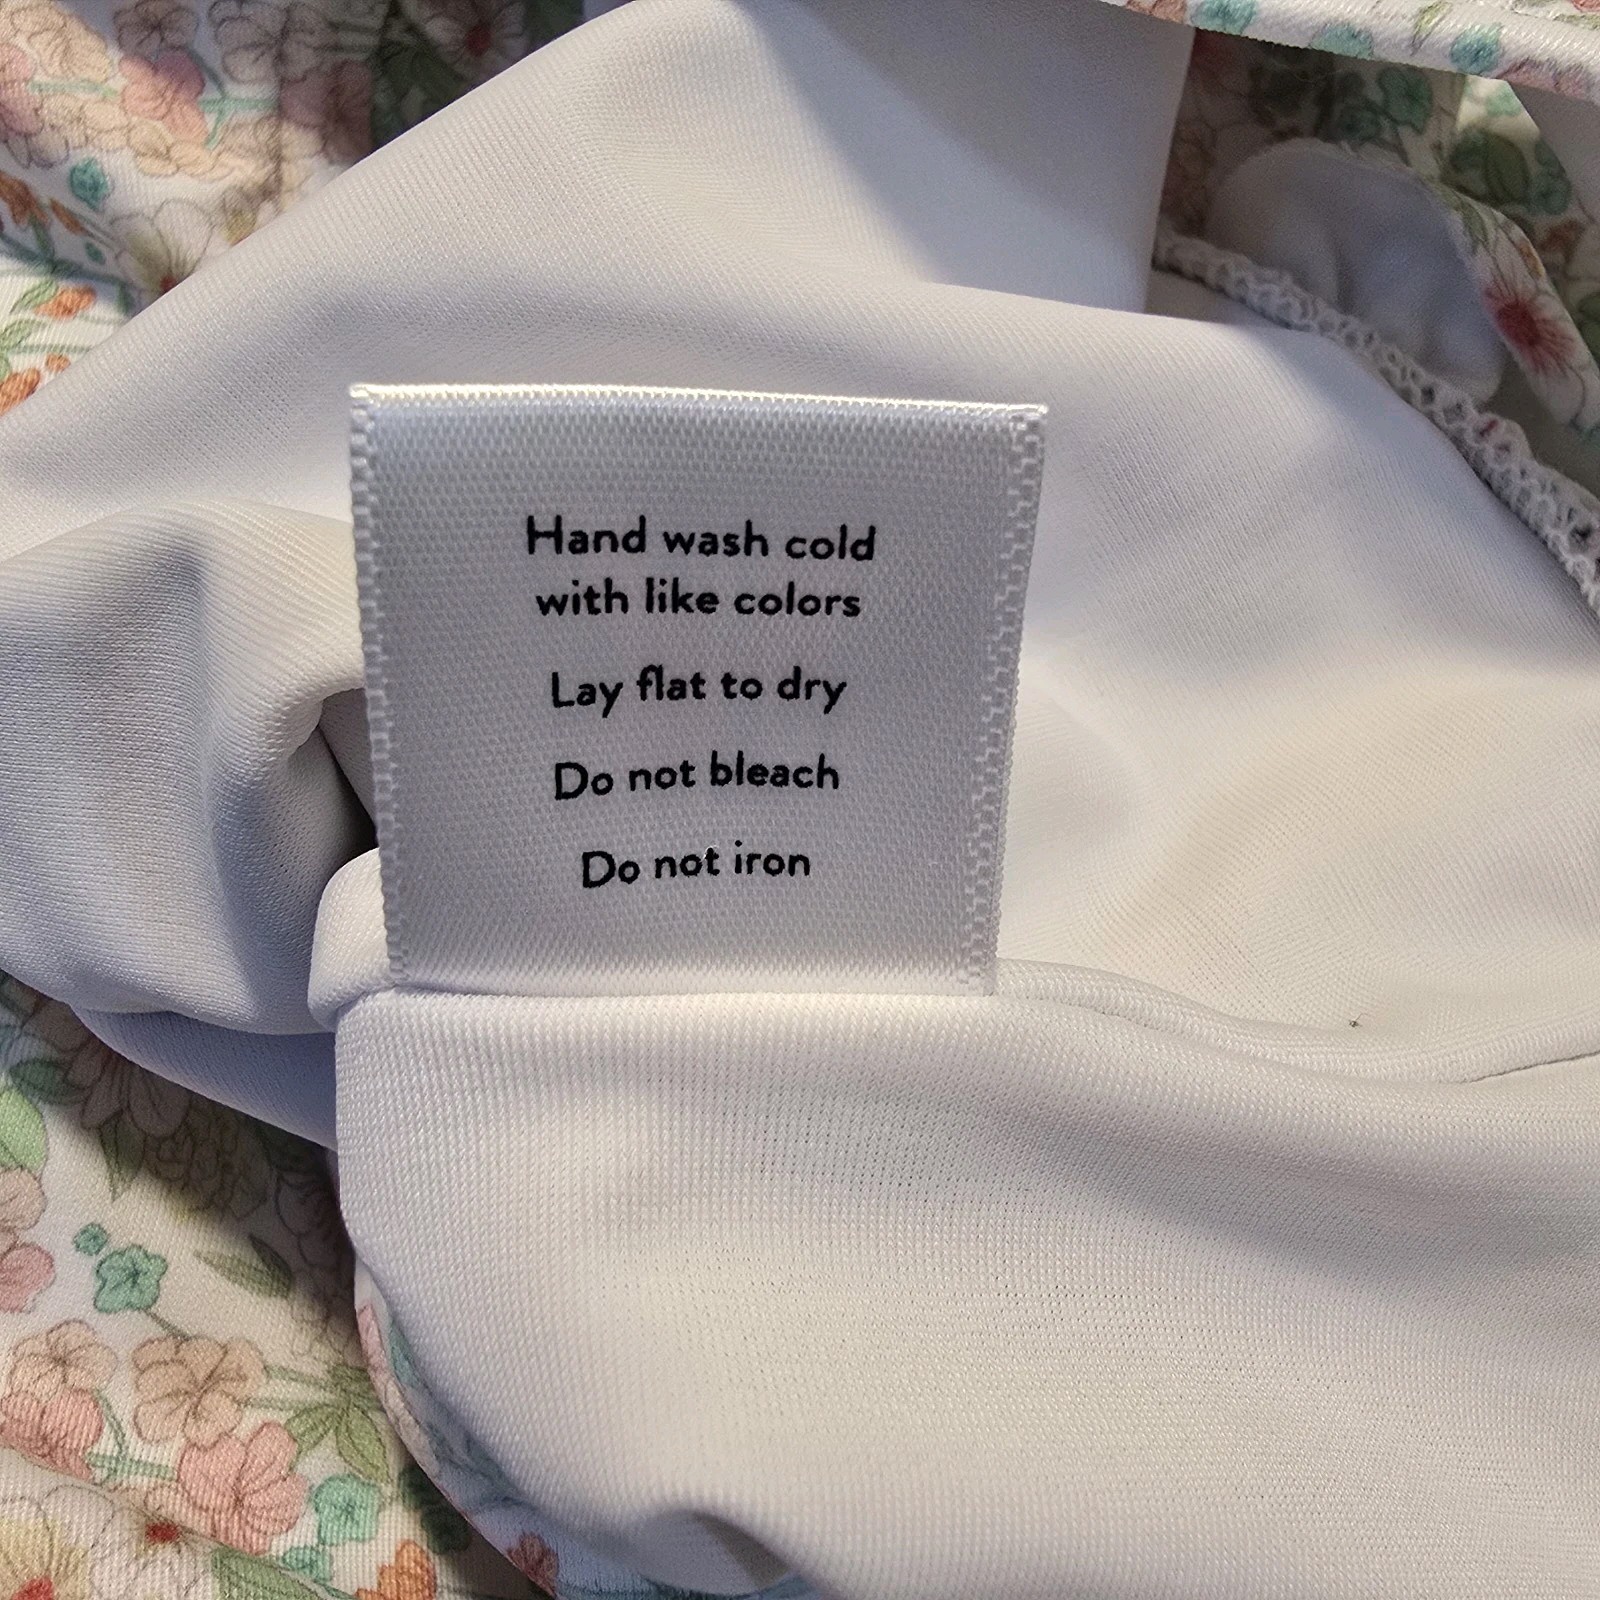 Hand wash cold
with like colors
Lay flat to dry
Do not bleach
Do not iron